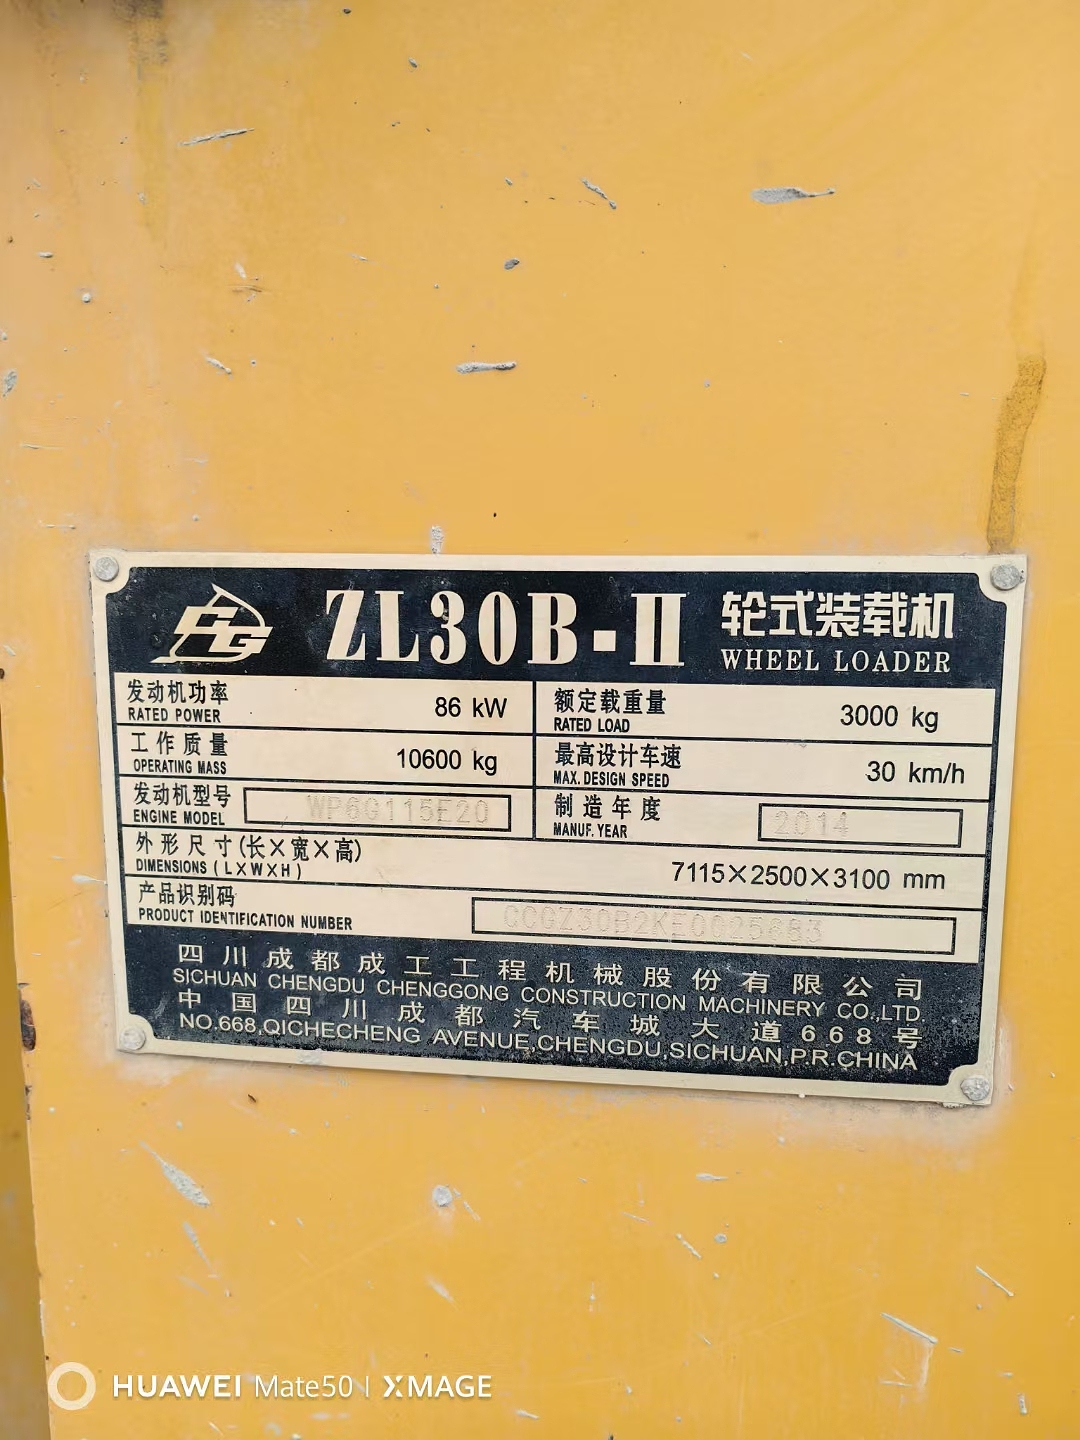 CG ZL30B-II 轮式装载机
WHEEL LOADER
发动机功率 86 kW
RATED POWER
额定载重量 3000 kg
RATED LOAD
工作质量 10600 kg
OPERATING MASS
最高设计车速 30 km/h
MAX. DESIGN SPEED
发动机型号 WP6G115E20
ENGINE MODEL
制造年度 2014
MANUF. YEAR
外形尺寸(长×宽×高)
DIMENSIONS (L×W×H) 7115×2500×3100 mm
产品识别码
PRODUCT IDENTIFICATION NUMBER
四川成都成工工程机械股份有限公司
SICHUAN CHENGDU CHENGGONG CONSTRUCTION MACHINERY CO.,LTD.
中国四川成都汽车城大道668号
NO.668,QICHECHENG AVENUE,CHENGDU,SICHUAN,P.R.CHINA
HUAWEI Mate50 | XMAGE